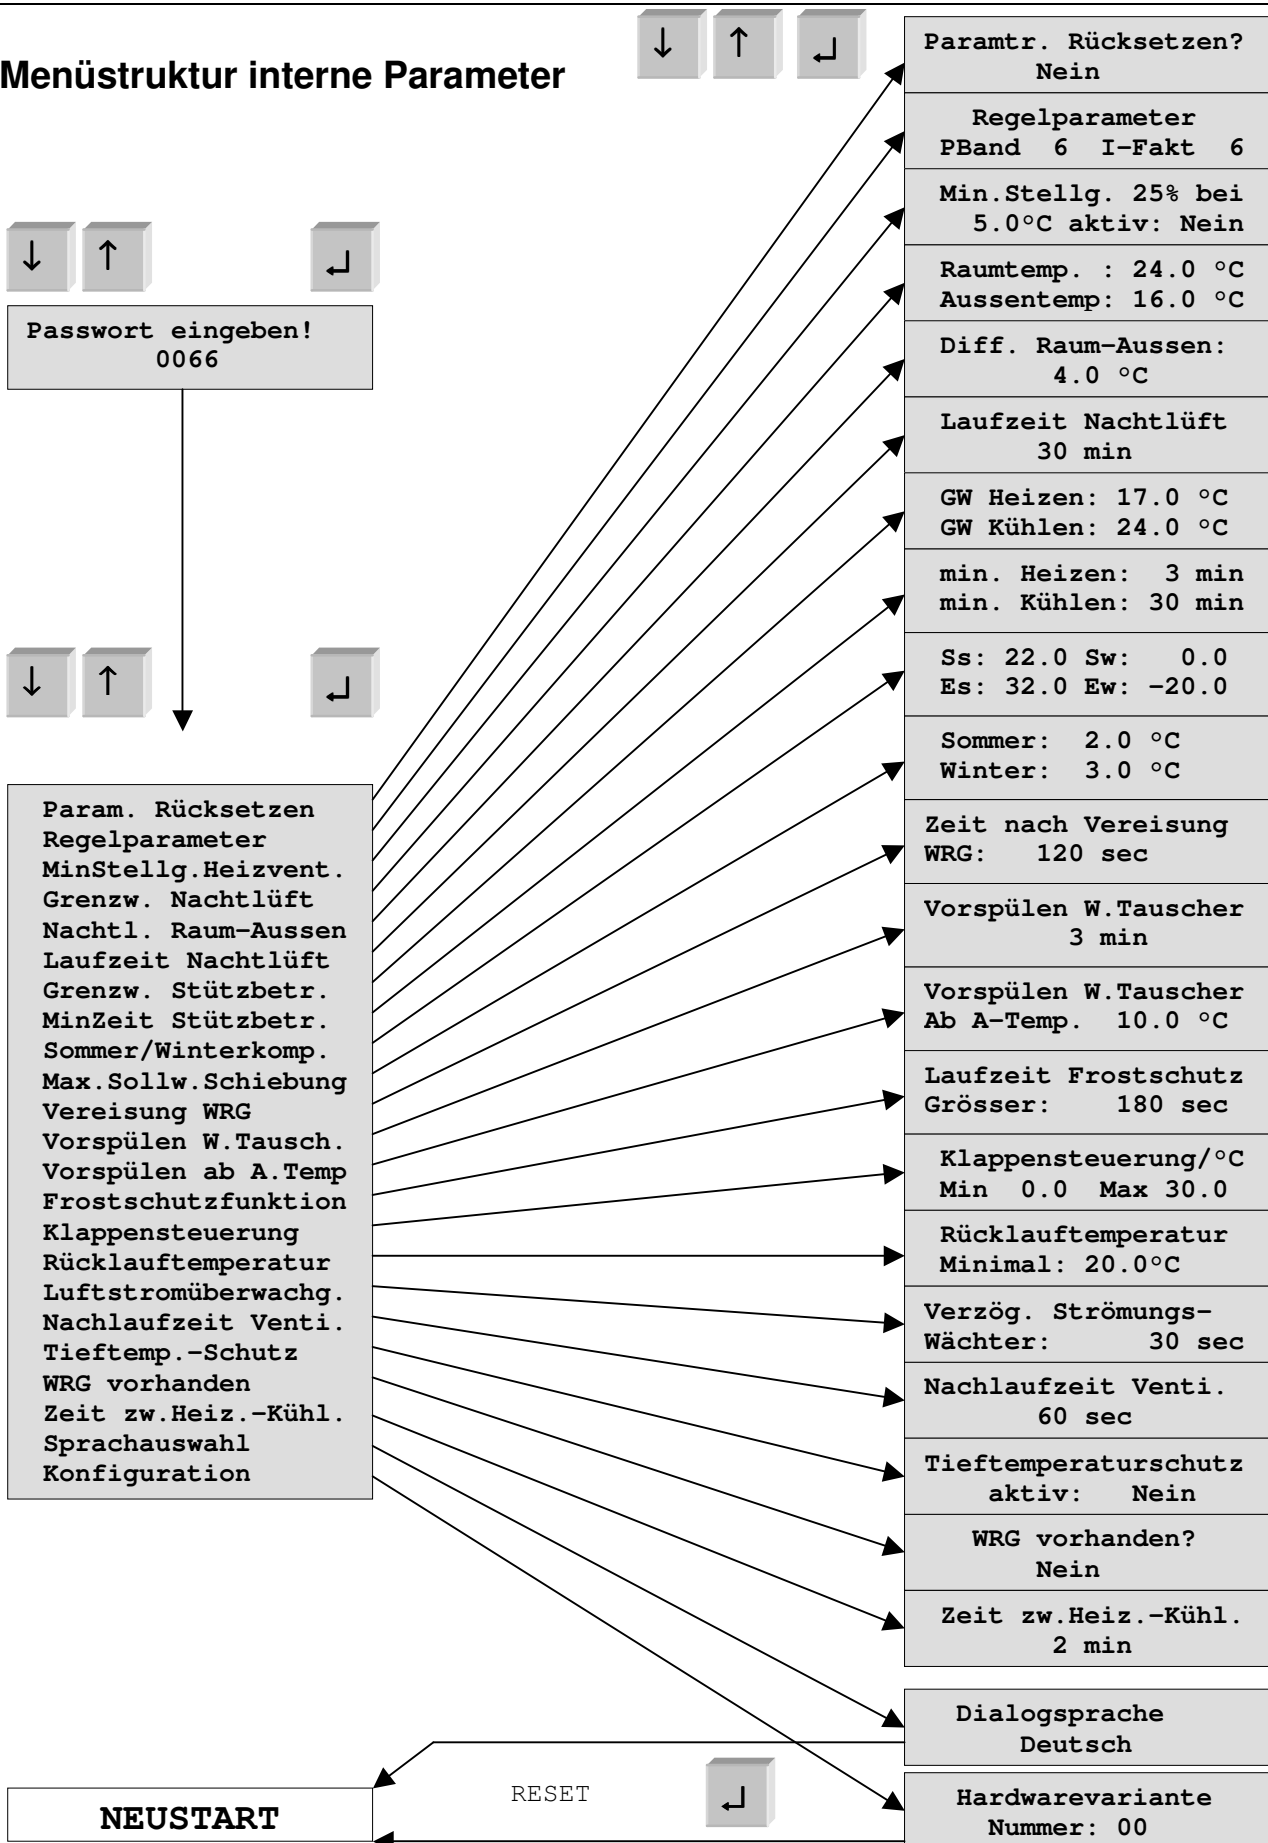 ↓ ↑ ↵
Menüstruktur interne Parameter
↓ ↑ ↵
Passwort eingeben!
0066
↓ ↑ ↵
Param. Rücksetzen
Regelparameter
MinStellg.Heizvent.
Grenzw. Nachtlüft
Nachtl. Raum-Aussen
Laufzeit Nachtlüft
Grenzw. Stützbetr.
MinZeit Stützbetr.
Sommer/Winterkomp.
Max.Sollw.Schiebung
Vereisung WRG
Vorspülen W.Tausch.
Vorspülen ab A.Temp
Frostschutzfunktion
Klappensteuerung
Rücklauftemperatur
Luftstromüberwachg.
Nachlaufzeit Venti.
Tieftemp.-Schutz
WRG vorhanden
Zeit zw.Heiz.-Kühl.
Sprachauswahl
Konfiguration
Paramtr. Rücksetzen?
Nein
Regelparameter
PBand 6 I-Fakt 6
Min.Stellg. 25% bei
5.0°C aktiv: Nein
Raumtemp. : 24.0 °C
Aussentemp: 16.0 °C
Diff. Raum-Aussen:
4.0 °C
Laufzeit Nachtlüft
30 min
GW Heizen: 17.0 °C
GW Kühlen: 24.0 °C
min. Heizen: 3 min
min. Kühlen: 30 min
Ss: 22.0 Sw: 0.0
Es: 32.0 Ew: -20.0
Sommer: 2.0 °C
Winter: 3.0 °C
Zeit nach Vereisung
WRG: 120 sec
Vorspülen W.Tauscher
3 min
Vorspülen W.Tauscher
Ab A-Temp. 10.0 °C
Laufzeit Frostschutz
Grösser: 180 sec
Klappensteuerung/°C
Min 0.0 Max 30.0
Rücklauftemperatur
Minimal: 20.0°C
Verzög. Strömungs-
Wächter: 30 sec
Nachlaufzeit Venti.
60 sec
Tieftemperaturschutz
aktiv: Nein
WRG vorhanden?
Nein
Zeit zw.Heiz.-Kühl.
2 min
Dialogsprache
Deutsch
RESET ↵
NEUSTART
Hardwarevariante
Nummer: 00